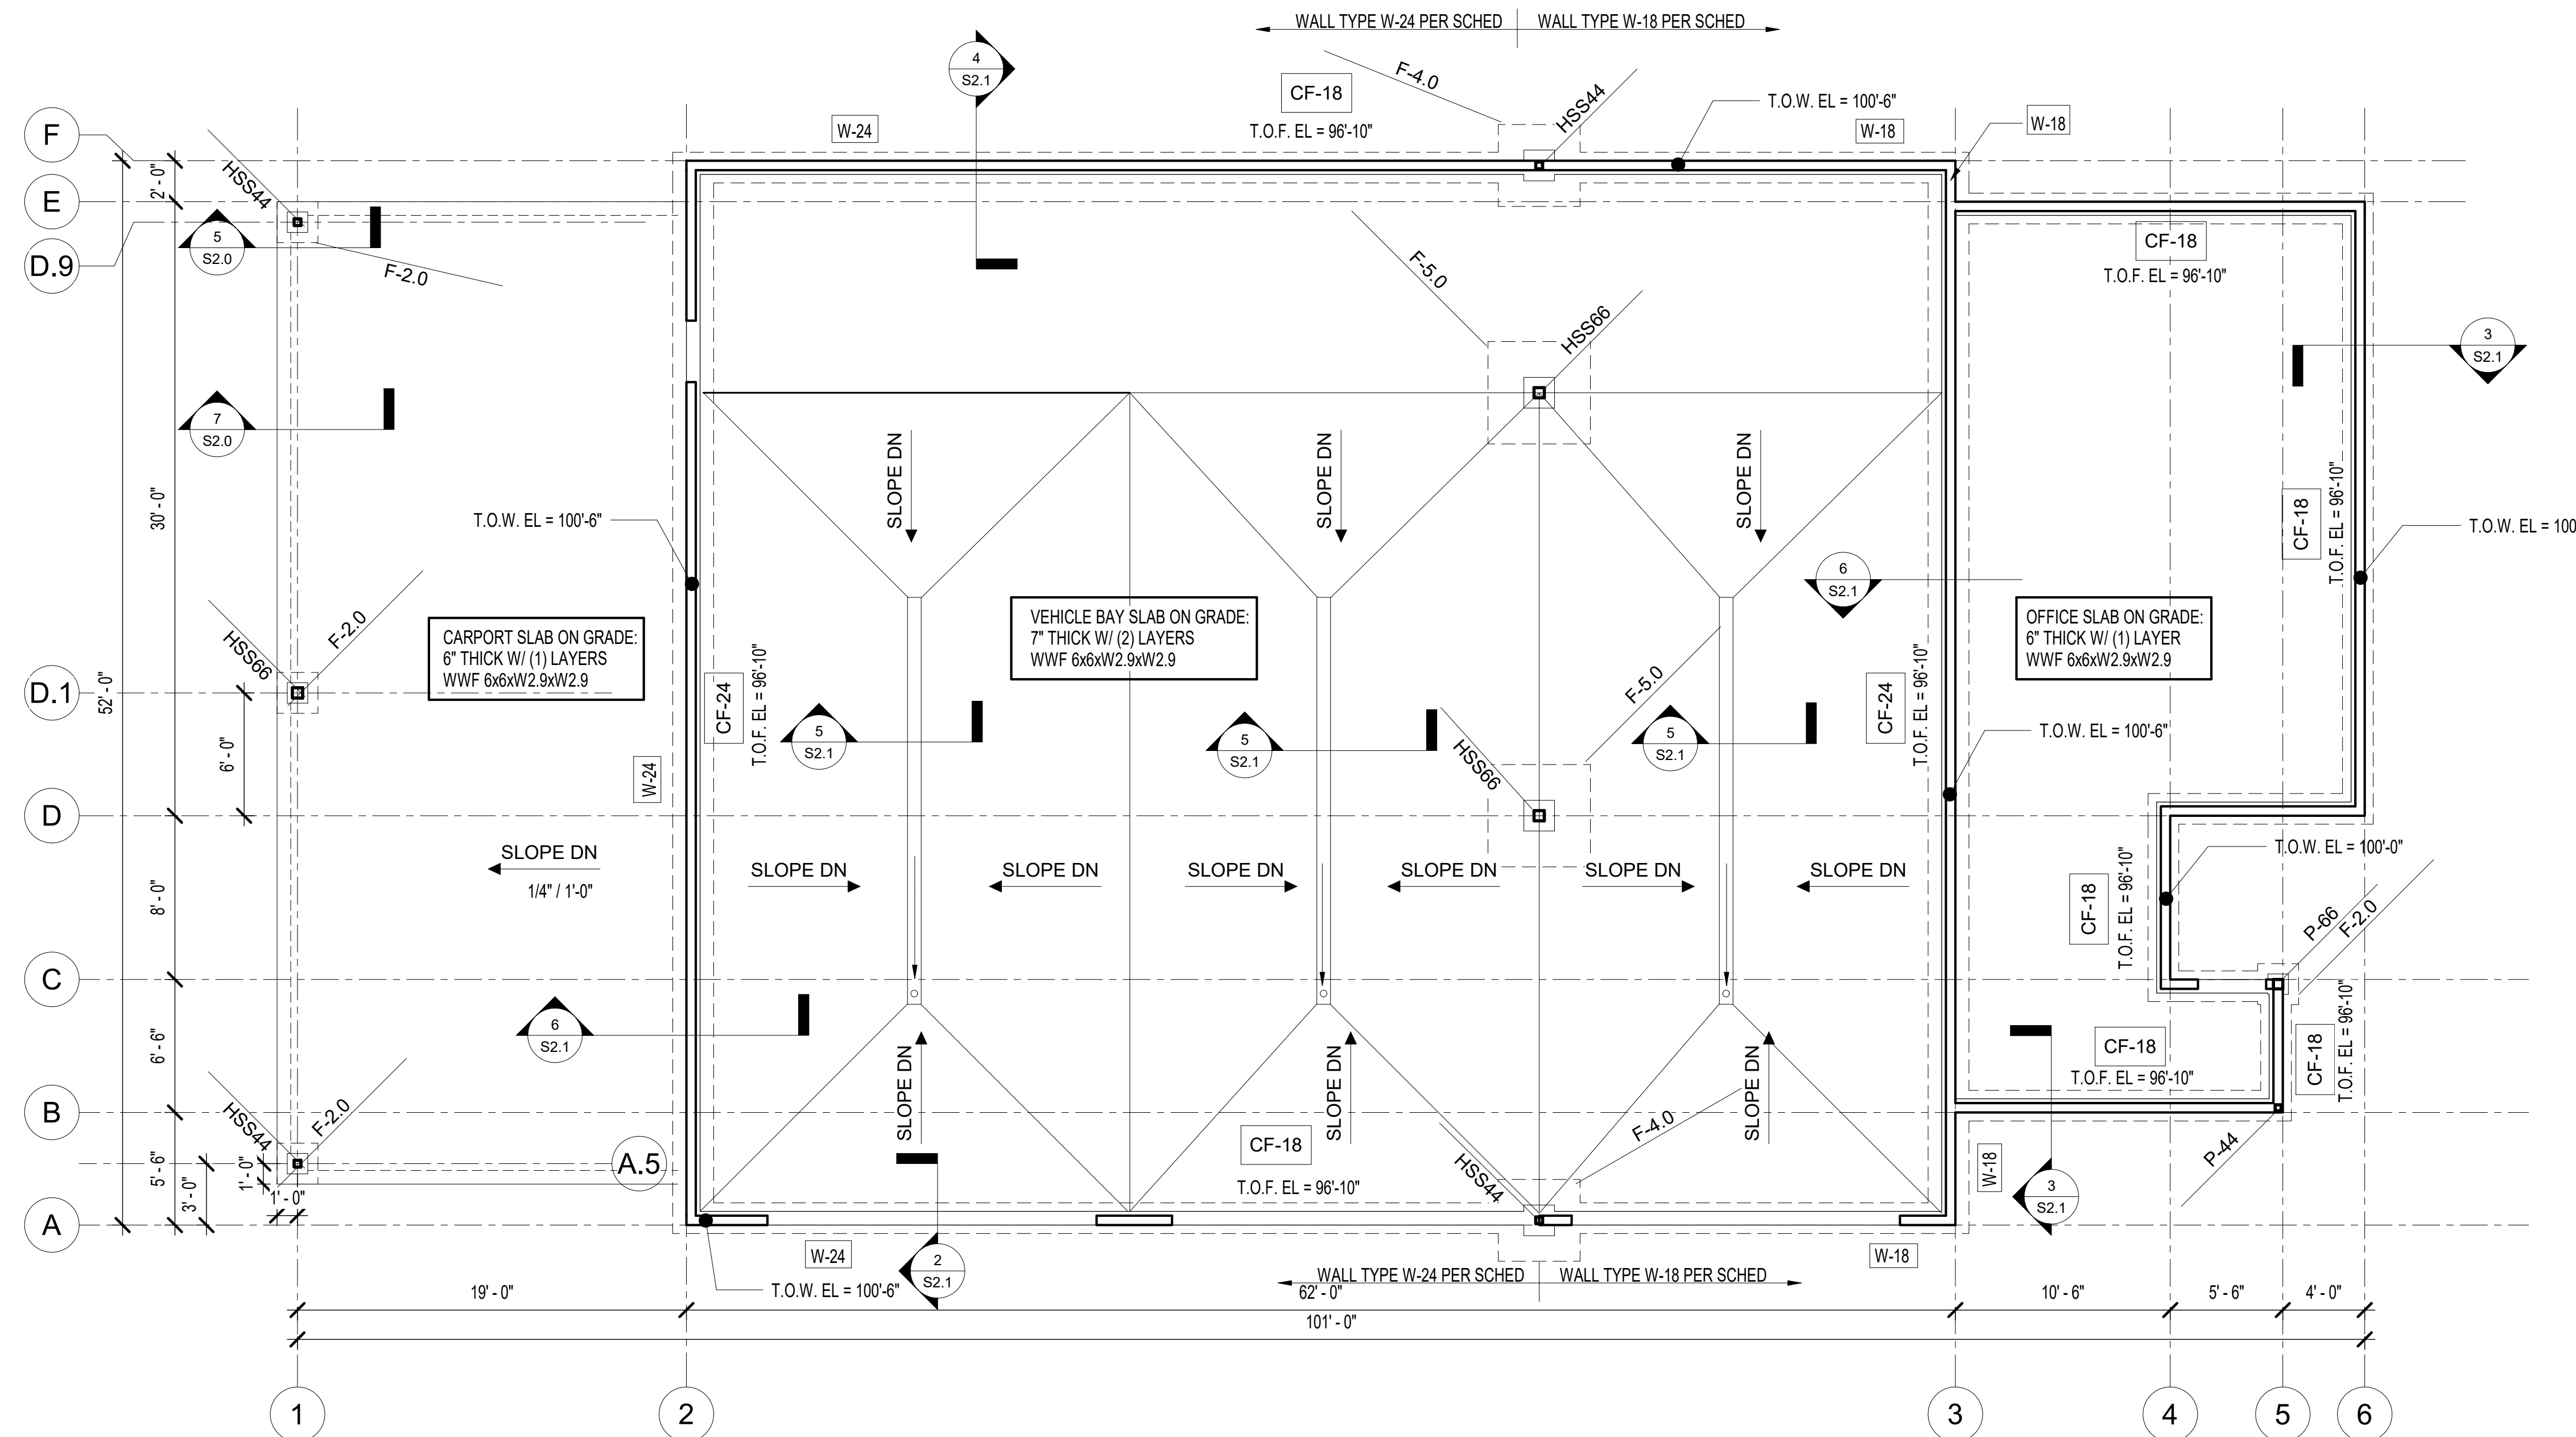 WALL TYPE W-24 PER SCHED
WALL TYPE W-18 PER SCHED
4
S2.1
F-4.0
CF-18
T.O.F. EL = 96'-10"
HSS44
T.O.W. EL = 100'-6"
W-24
W-18
W-18
F
E
D.9
2' - 0"
HSS44
5
S2.0
F-2.0
CF-18
T.O.F. EL = 96'-10"
F-5.0
HSS66
3
S2.1
7
S2.0
SLOPE DN
SLOPE DN
SLOPE DN
30' - 0"
T.O.W. EL = 100'-6"
CF-18
T.O.F. EL = 96'-10"
T.O.W. EL = 100
6
S2.1
HSS66
F-2.0
CARPORT SLAB ON GRADE:
6" THICK W/ (1) LAYERS
WWF 6x6xW2.9xW2.9
VEHICLE BAY SLAB ON GRADE:
7" THICK W/ (2) LAYERS
WWF 6x6xW2.9xW2.9
OFFICE SLAB ON GRADE:
6" THICK W/ (1) LAYER
WWF 6x6xW2.9xW2.9
D.1
52' - 0"
6' - 0"
W-24
CF-24
T.O.F. EL = 96'-10"
5
S2.1
5
S2.1
HSS66
F-5.0
5
S2.1
CF-24
T.O.F. EL = 96'-10"
T.O.W. EL = 100'-6"
D
SLOPE DN
1/4" / 1'-0"
SLOPE DN
SLOPE DN
SLOPE DN
SLOPE DN
SLOPE DN
SLOPE DN
T.O.W. EL = 100'-0"
8' - 0"
CF-18
T.O.F. EL = 96'-10"
P-66
F-2.0
C
6' - 6"
6
S2.1
CF-18
T.O.F. EL = 96'-10"
CF-18
T.O.F. EL = 96'-10"
B
HSS44
F-2.0
SLOPE DN
SLOPE DN
SLOPE DN
CF-18
T.O.F. EL = 96'-10"
F-4.0
HSS44
A.5
5' - 6"
3' - 0"
1' - 0"
1' - 0"
W-18
3
S2.1
P-44
A
W-24
2
S2.1
W-18
WALL TYPE W-24 PER SCHED
WALL TYPE W-18 PER SCHED
T.O.W. EL = 100'-6"
19' - 0"
62' - 0"
10' - 6"
5' - 6"
4' - 0"
101' - 0"
1
2
3
4
5
6